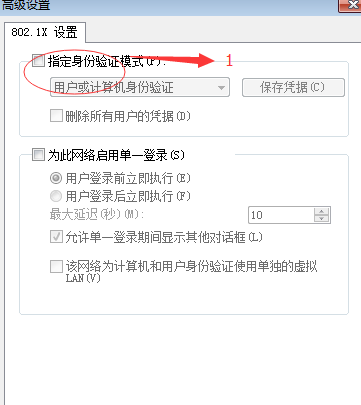 高级设置
802.1X 设置
指定身份验证模式(P):
1
用户或计算机身份验证
保存凭据(C)
删除所有用户的凭据(D)
为此网络启用单一登录(S)
用户登录前立即执行(E)
用户登录后立即执行(F)
最大延迟(秒)(M):
10
允许单一登录期间显示其他对话框(L)
该网络为计算机和用户身份验证使用单独的虚拟
LAN(V)